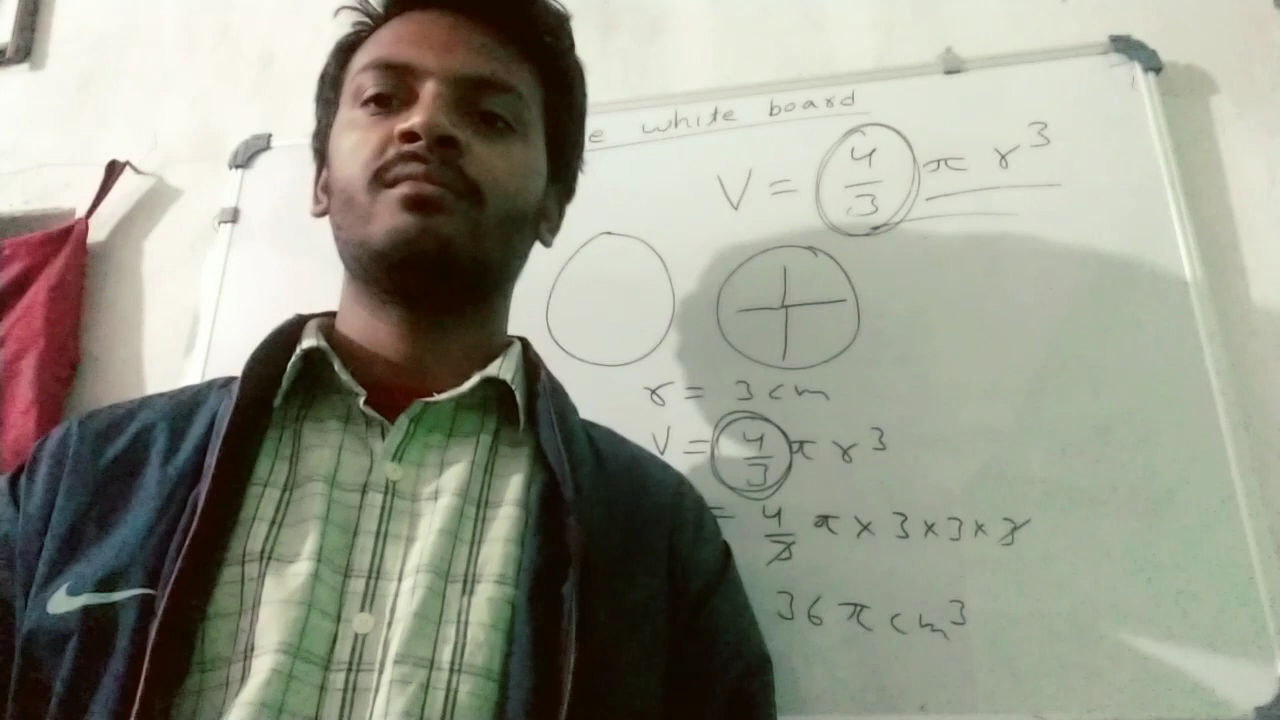 e white board
V = 4/3 π r³
r = 3 cm
V = 4/3 π r³
= 4/3 π × 3 × 3 × 3
36 π cm³